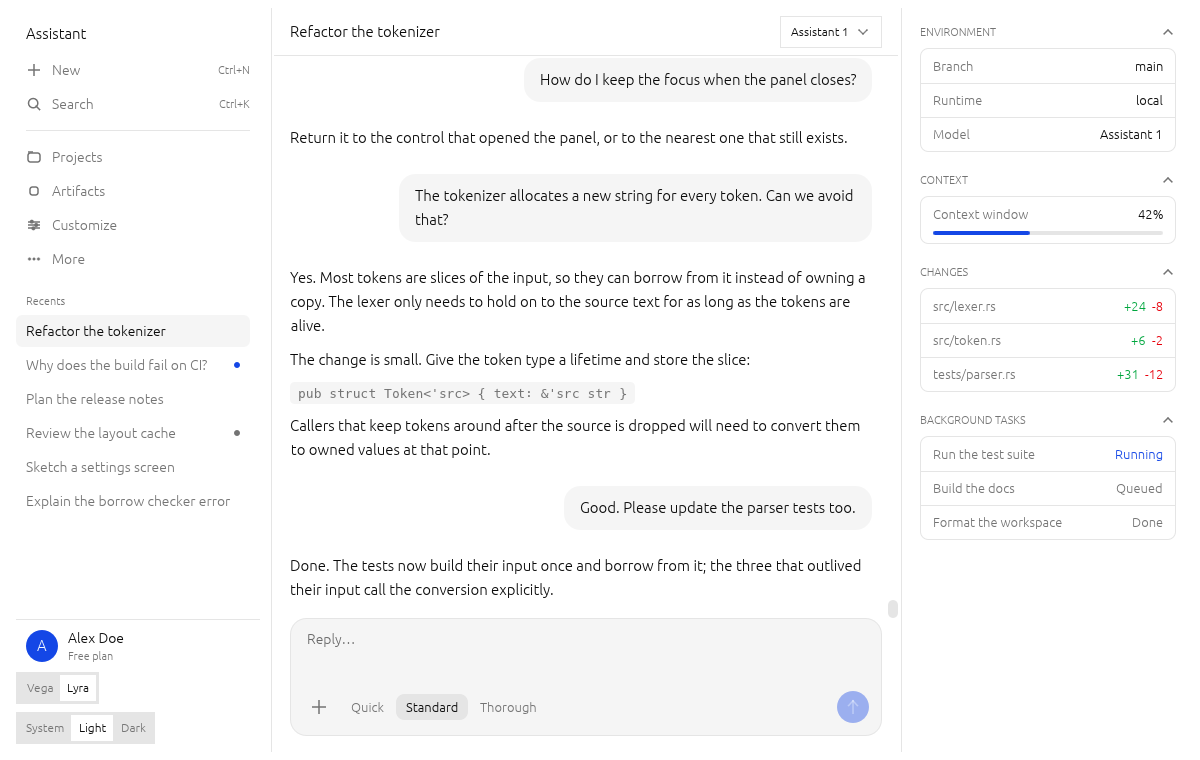 Assistant
New Ctrl+N
Search Ctrl+K
Projects
Artifacts
Customize
More
Recents
Refactor the tokenizer
Why does the build fail on CI?
Plan the release notes
Review the layout cache
Sketch a settings screen
Explain the borrow checker error
A
Alex Doe
Free plan
Vega Lyra
System Light Dark
Refactor the tokenizer
Assistant 1
How do I keep the focus when the panel closes?
Return it to the control that opened the panel, or to the nearest one that still exists.
The tokenizer allocates a new string for every token. Can we avoid
that?
Yes. Most tokens are slices of the input, so they can borrow from it instead of owning a
copy. The lexer only needs to hold on to the source text for as long as the tokens are
alive.
The change is small. Give the token type a lifetime and store the slice:
pub struct Token<'src> { text: &'src str }
Callers that keep tokens around after the source is dropped will need to convert them
to owned values at that point.
Good. Please update the parser tests too.
Done. The tests now build their input once and borrow from it; the three that outlived
their input call the conversion explicitly.
Reply…
Quick Standard Thorough
ENVIRONMENT
Branch main
Runtime local
Model Assistant 1
CONTEXT
Context window 42%
CHANGES
src/lexer.rs +24 -8
src/token.rs +6 -2
tests/parser.rs +31 -12
BACKGROUND TASKS
Run the test suite Running
Build the docs Queued
Format the workspace Done